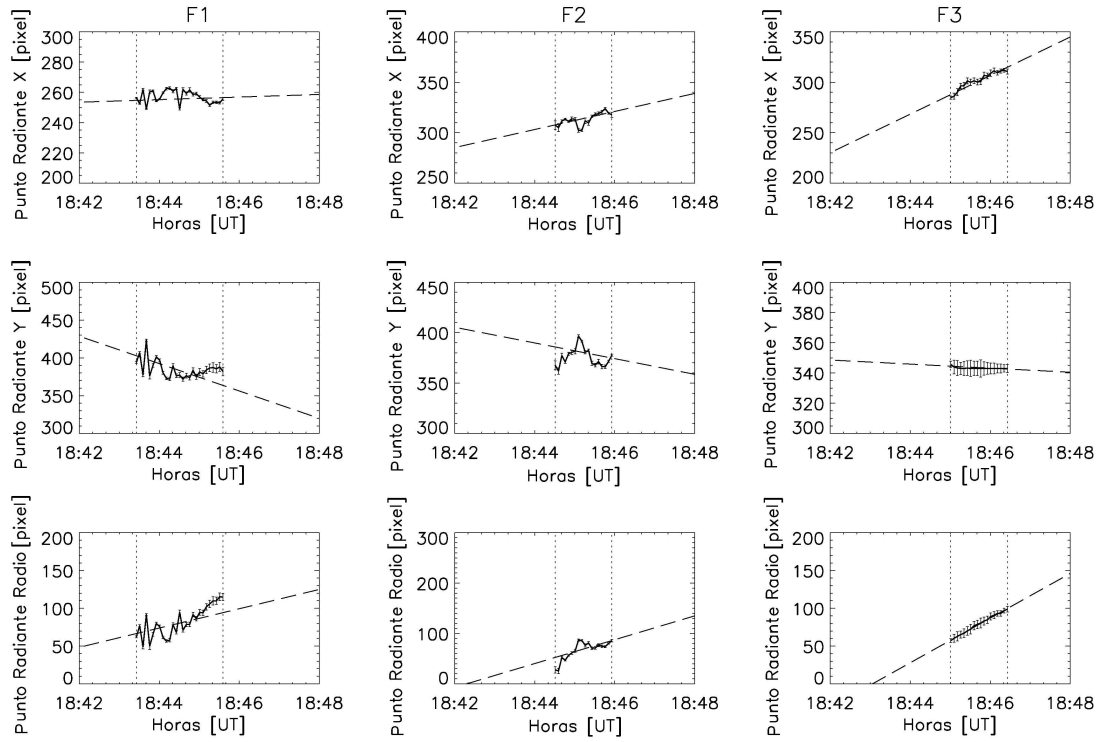 F1 F2 F3
Punto Radiante X [pixel]
300
280
260
240
220
200
18:42 18:44 18:46 18:48
Horas [UT]
Punto Radiante X [pixel]
400
350
300
250
18:42 18:44 18:46 18:48
Horas [UT]
Punto Radiante X [pixel]
350
300
250
200
18:42 18:44 18:46 18:48
Horas [UT]
Punto Radiante Y [pixel]
500
450
400
350
300
18:42 18:44 18:46 18:48
Horas [UT]
Punto Radiante Y [pixel]
450
400
350
300
18:42 18:44 18:46 18:48
Horas [UT]
Punto Radiante Y [pixel]
400
380
360
340
320
300
18:42 18:44 18:46 18:48
Horas [UT]
Punto Radiante Radio [pixel]
200
150
100
50
0
18:42 18:44 18:46 18:48
Horas [UT]
Punto Radiante Radio [pixel]
300
200
100
0
18:42 18:44 18:46 18:48
Horas [UT]
Punto Radiante Radio [pixel]
200
150
100
50
0
18:42 18:44 18:46 18:48
Horas [UT]